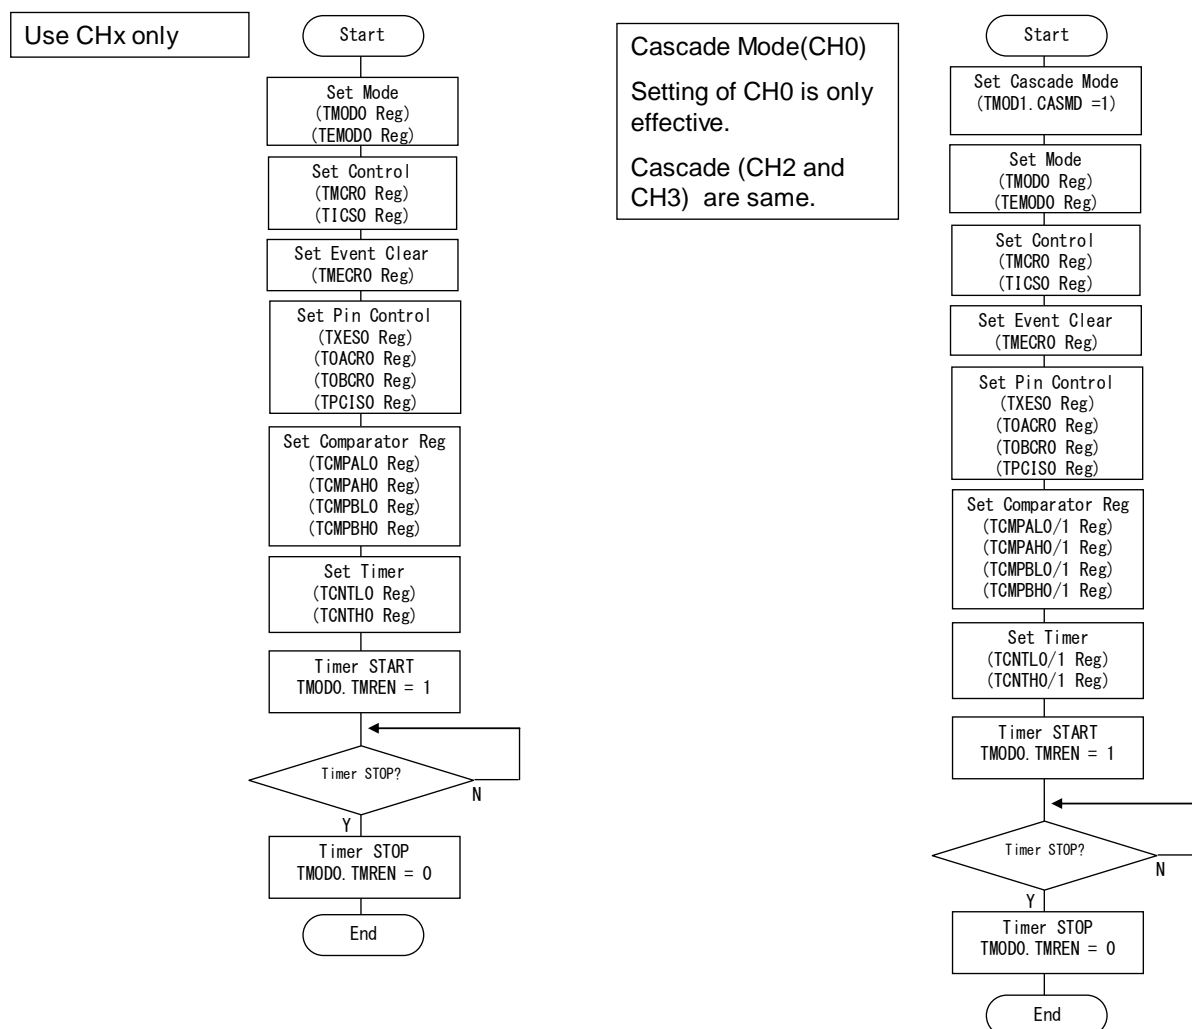 Use CHx only
Start
Set Mode
(TMOD0 Reg)
(TEMOD0 Reg)
Set Control
(TMCR0 Reg)
(TICS0 Reg)
Set Event Clear
(TMECR0 Reg)
Set Pin Control
(TXES0 Reg)
(TOACR0 Reg)
(TOBCR0 Reg)
(TPCIS0 Reg)
Set Comparator Reg
(TCMPAL0 Reg)
(TCMPAH0 Reg)
(TCMPBL0 Reg)
(TCMPBH0 Reg)
Set Timer
(TCNTL0 Reg)
(TCNTH0 Reg)
Timer START
TMOD0.TMREN = 1
Timer STOP?
N
Y
Timer STOP
TMOD0.TMREN = 0
End
Cascade Mode(CH0)
Setting of CH0 is only
effective.
Cascade (CH2 and
CH3) are same.
Start
Set Cascade Mode
(TMOD1.CASMD =1)
Set Mode
(TMOD0 Reg)
(TEMOD0 Reg)
Set Control
(TMCR0 Reg)
(TICS0 Reg)
Set Event Clear
(TMECR0 Reg)
Set Pin Control
(TXES0 Reg)
(TOACR0 Reg)
(TOBCR0 Reg)
(TPCIS0 Reg)
Set Comparator Reg
(TCMPAL0/1 Reg)
(TCMPAH0/1 Reg)
(TCMPBL0/1 Reg)
(TCMPBH0/1 Reg)
Set Timer
(TCNTL0/1 Reg)
(TCNTH0/1 Reg)
Timer START
TMOD0.TMREN = 1
Timer STOP?
N
Y
Timer STOP
TMOD0.TMREN = 0
End